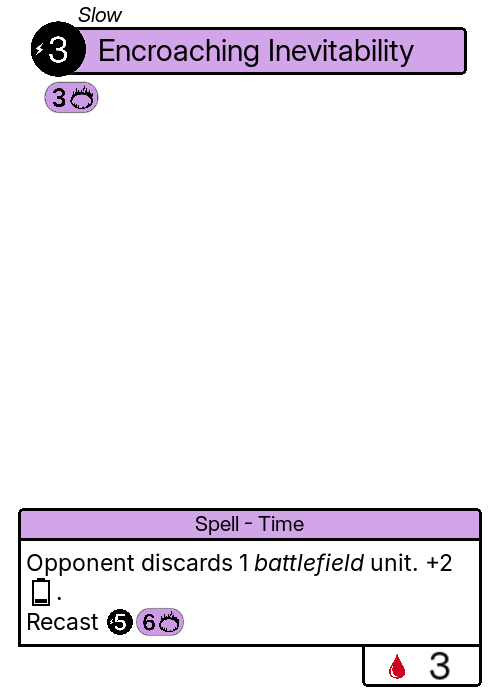 Slow
3 Encroaching Inevitability
3
Spell - Time
Opponent discards 1 battlefield unit. +2
.
Recast 5 6
3